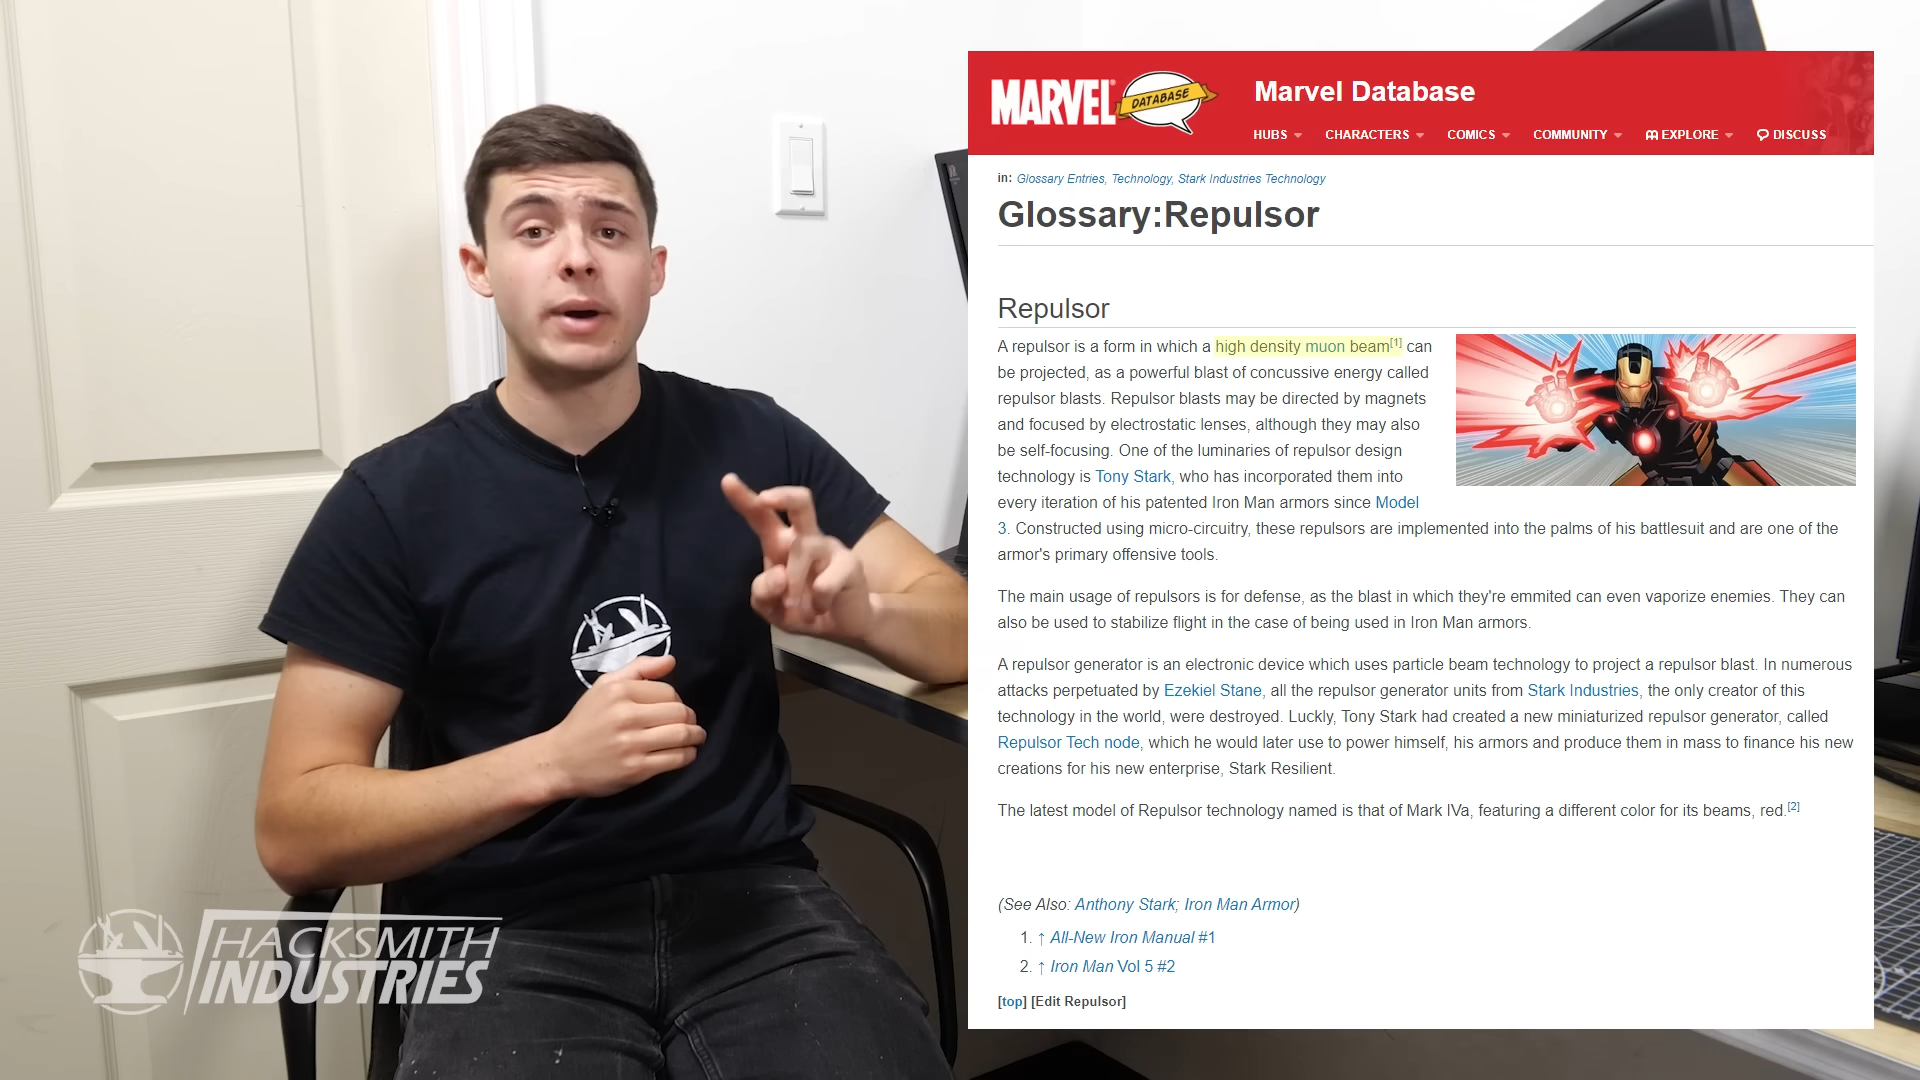 MARVEL
DATABASE
Marvel Database
HUBS CHARACTERS COMICS COMMUNITY EXPLORE DISCUSS
in: Glossary Entries, Technology, Stark Industries Technology
Glossary:Repulsor
Repulsor
A repulsor is a form in which a high density muon beam[1] can
be projected, as a powerful blast of concussive energy called
repulsor blasts. Repulsor blasts may be directed by magnets
and focused by electrostatic lenses, although they may also
be self-focusing. One of the luminaries of repulsor design
technology is Tony Stark, who has incorporated them into
every iteration of his patented Iron Man armors since Model
3. Constructed using micro-circuitry, these repulsors are implemented into the palms of his battlesuit and are one of the
armor's primary offensive tools.
The main usage of repulsors is for defense, as the blast in which they're emmited can even vaporize enemies. They can
also be used to stabilize flight in the case of being used in Iron Man armors.
A repulsor generator is an electronic device which uses particle beam technology to project a repulsor blast. In numerous
attacks perpetuated by Ezekiel Stane, all the repulsor generator units from Stark Industries, the only creator of this
technology in the world, were destroyed. Luckly, Tony Stark had created a new miniaturized repulsor generator, called
Repulsor Tech node, which he would later use to power himself, his armors and produce them in mass to finance his new
creations for his new enterprise, Stark Resilient.
The latest model of Repulsor technology named is that of Mark IVa, featuring a different color for its beams, red.[2]
(See Also: Anthony Stark; Iron Man Armor)
1. ↑ All-New Iron Manual #1
2. ↑ Iron Man Vol 5 #2
[top] [Edit Repulsor]
HACKSMITH
INDUSTRIES